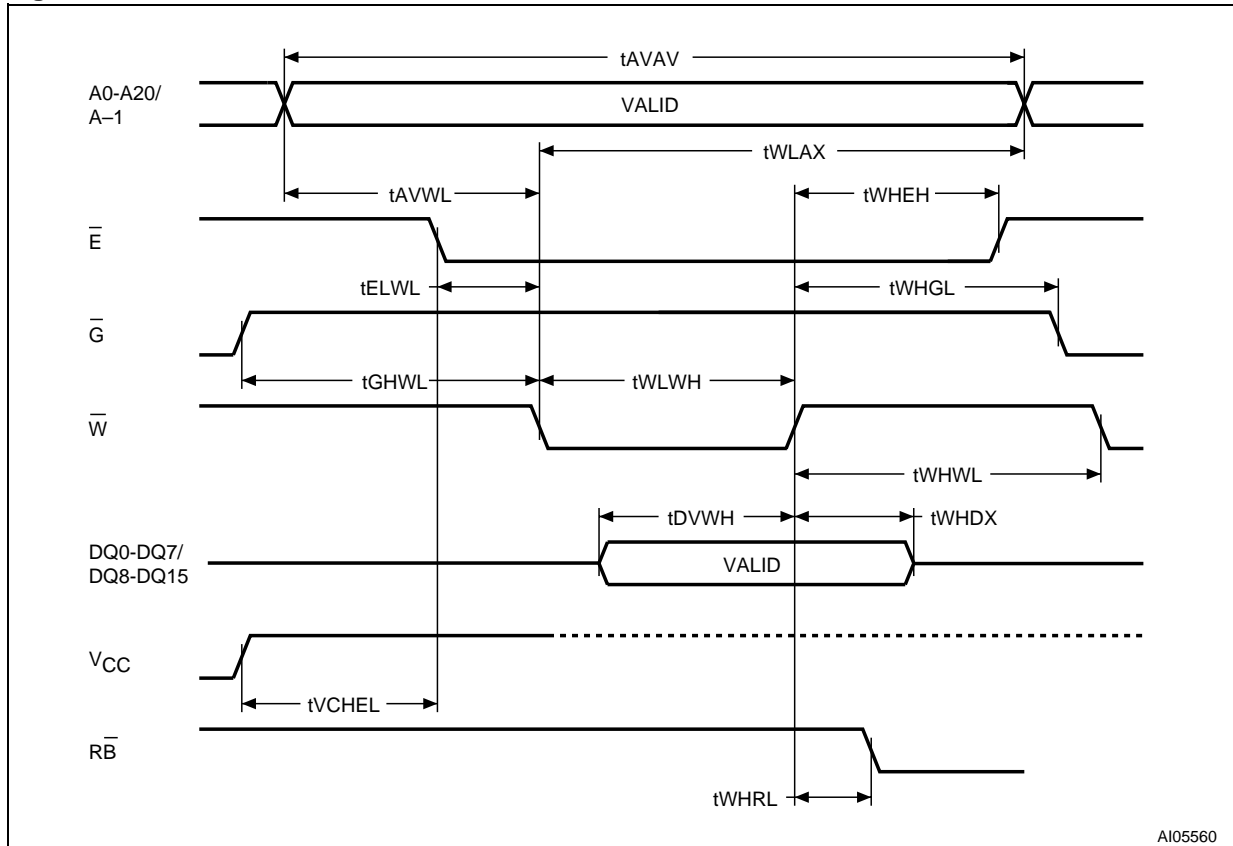 tAVAV
A0-A20/
A–1
VALID
tWLAX
tAVWL
tWHEH
E̅
tELWL
tWHGL
G̅
tGHWL
tWLWH
W̅
tWHWL
tDVWH
tWHDX
DQ0-DQ7/
DQ8-DQ15
VALID
VCC
tVCHEL
RB̅
tWHRL
AI05560